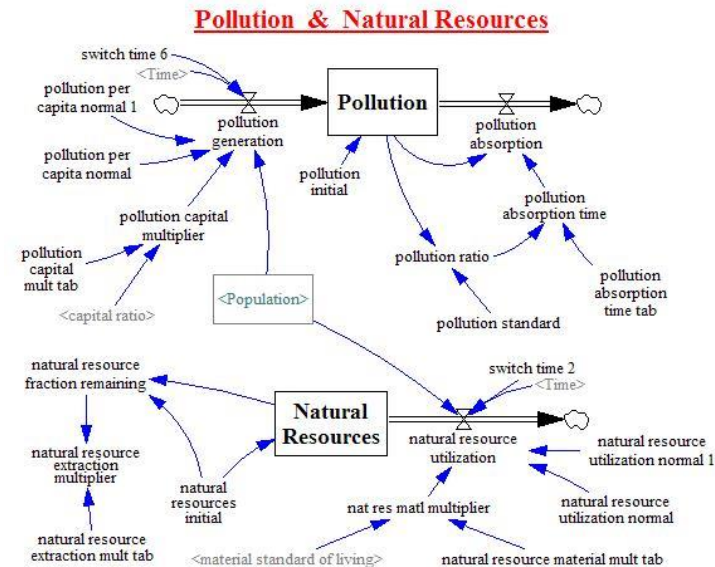 Pollution & Natural Resources
switch time 6
<Time>
pollution per
capita normal 1
Pollution
pollution
generation
pollution
absorption
pollution per
capita normal
pollution
initial
pollution
absorption time
pollution capital
multiplier
pollution
capital
mult tab
pollution ratio
pollution
absorption
time tab
<Population>
<capital ratio>
pollution standard
natural resource
fraction remaining
switch time 2
<Time>
Natural
Resources
natural resource
utilization
natural resource
utilization normal 1
natural resource
extraction
multiplier
natural
resources
initial
nat res matl multiplier
natural resource
utilization normal
natural resource
extraction mult tab
<material standard of living>
natural resource material mult tab